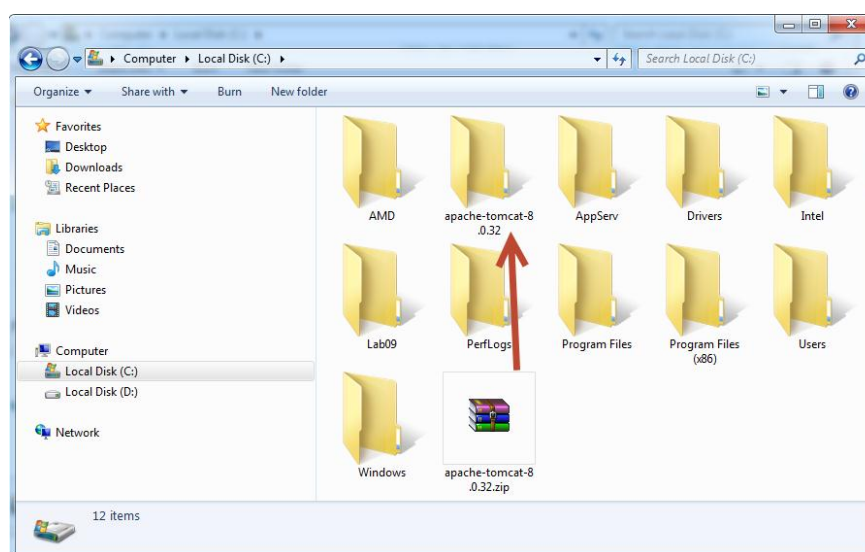 Computer ▸ Local Disk (C:) ▸
Search Local Disk (C:)
Organize Share with Burn New folder
Favorites
Desktop
Downloads
Recent Places
Libraries
Documents
Music
Pictures
Videos
Computer
Local Disk (C:)
Local Disk (D:)
Network
AMD
apache-tomcat-8
.0.32
AppServ
Drivers
Intel
Lab09
PerfLogs
Program Files
Program Files
(x86)
Users
Windows
apache-tomcat-8
.0.32.zip
12 items